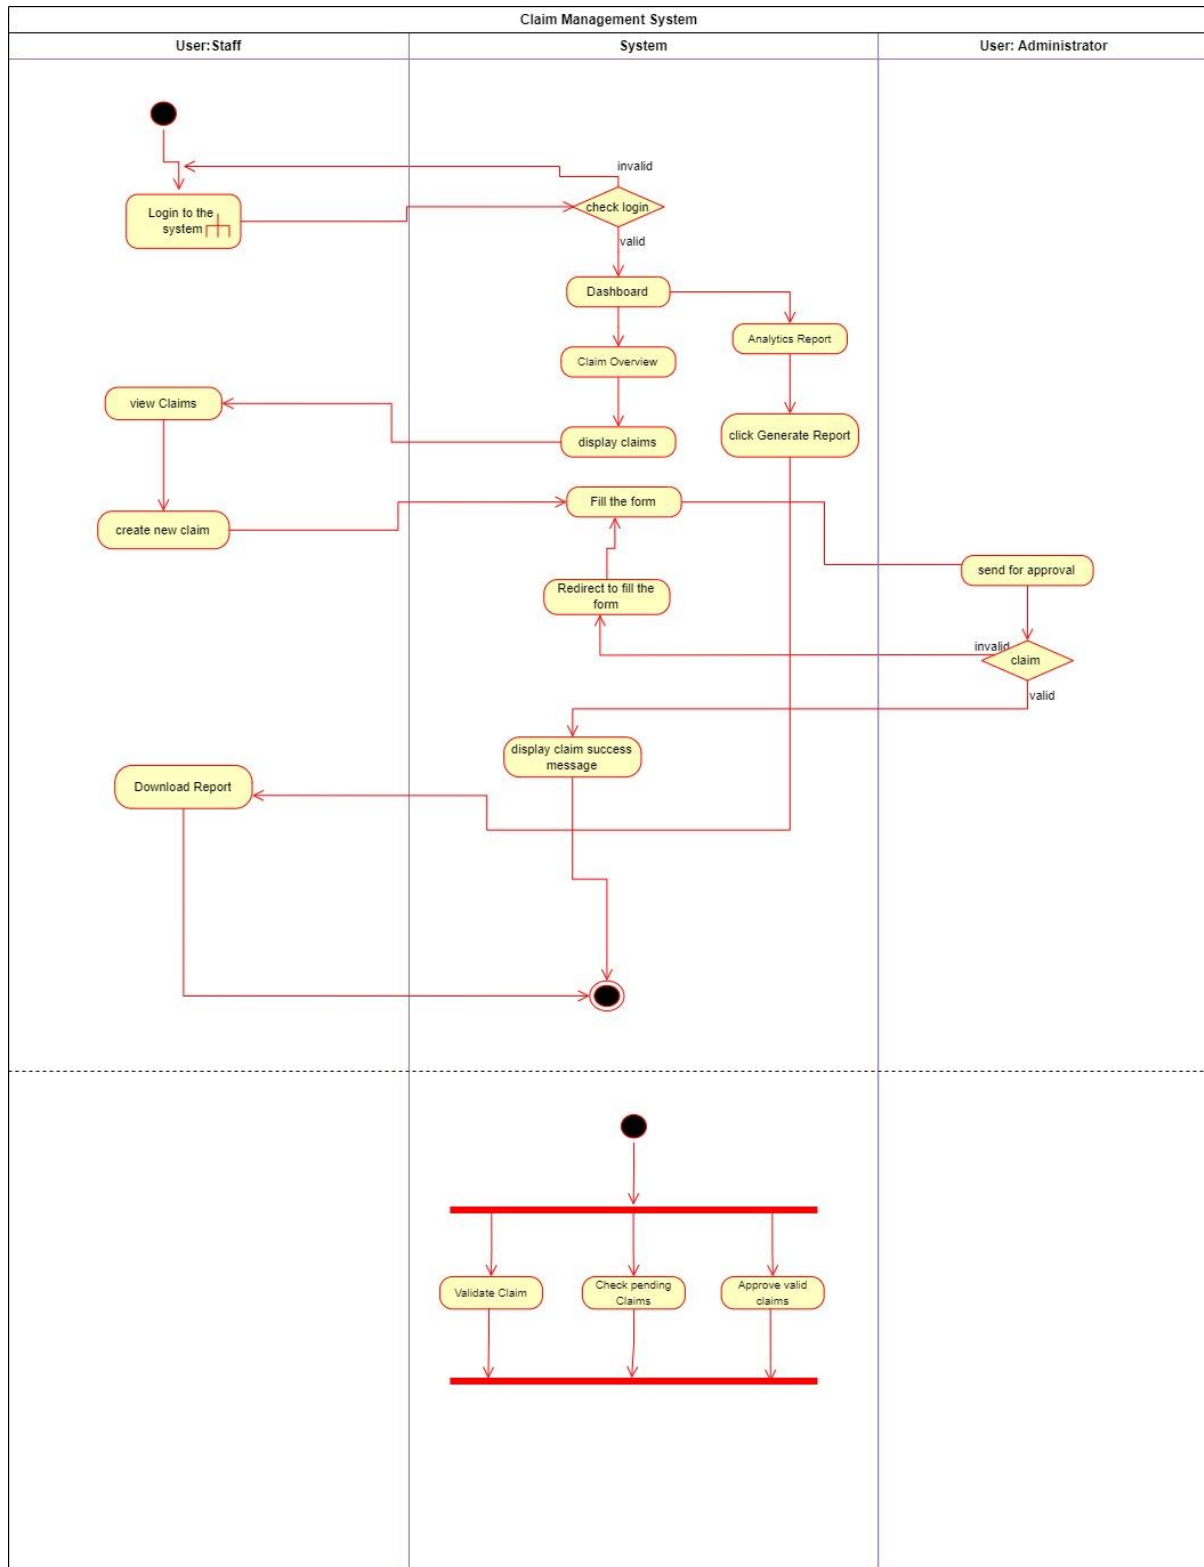 Claim Management System
User:Staff
System
User: Administrator
invalid
check login
Login to the
system
valid
Dashboard
Analytics Report
Claim Overview
view Claims
display claims
click Generate Report
Fill the form
create new claim
send for approval
Redirect to fill the
form
invalid
claim
valid
display claim success
message
Download Report
Validate Claim
Check pending
Claims
Approve valid
claims